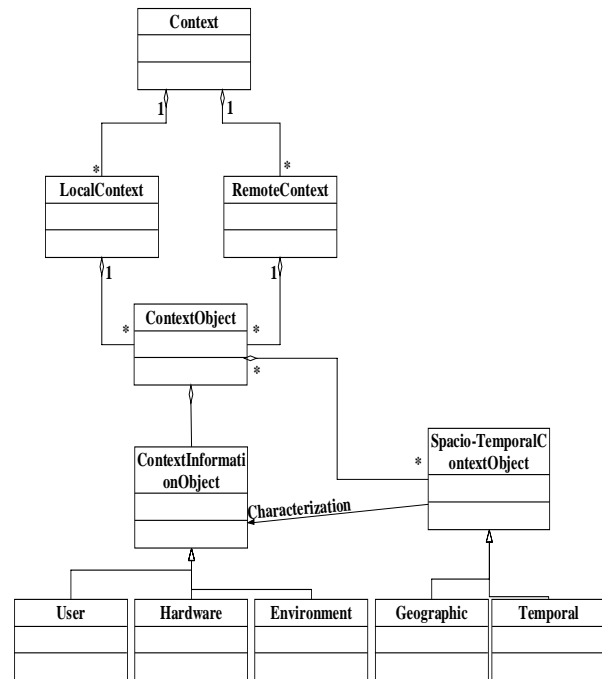 Context
1
1
*
*
LocalContext
RemoteContext
1
1
ContextObject
*
*
*
Spacio-TemporalC
ontextObject
ContextInformati
onObject
*
Characterization
User
Hardware
Environment
Geographic
Temporal